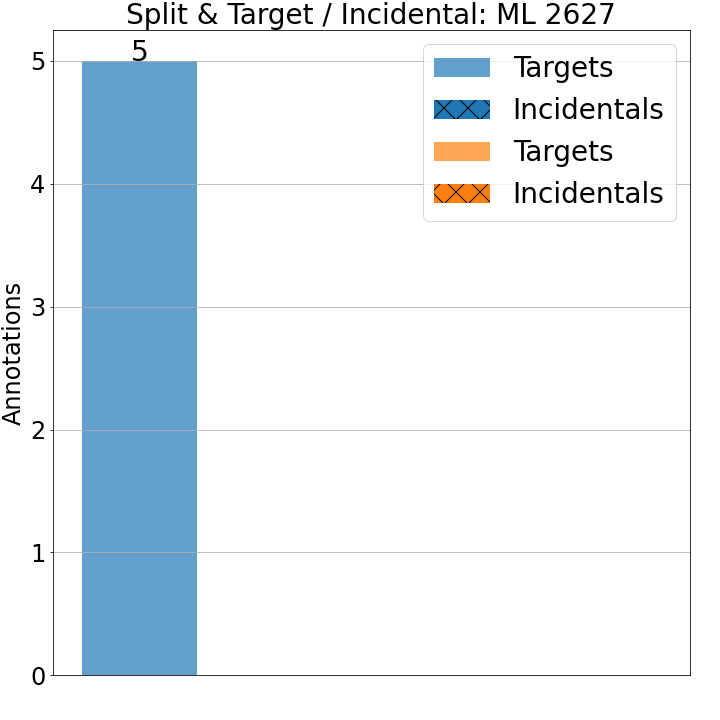 Split & Target / Incidental: ML 2627
5
Targets
Incidentals
Targets
Incidentals
Annotations
5
4
3
2
1
0